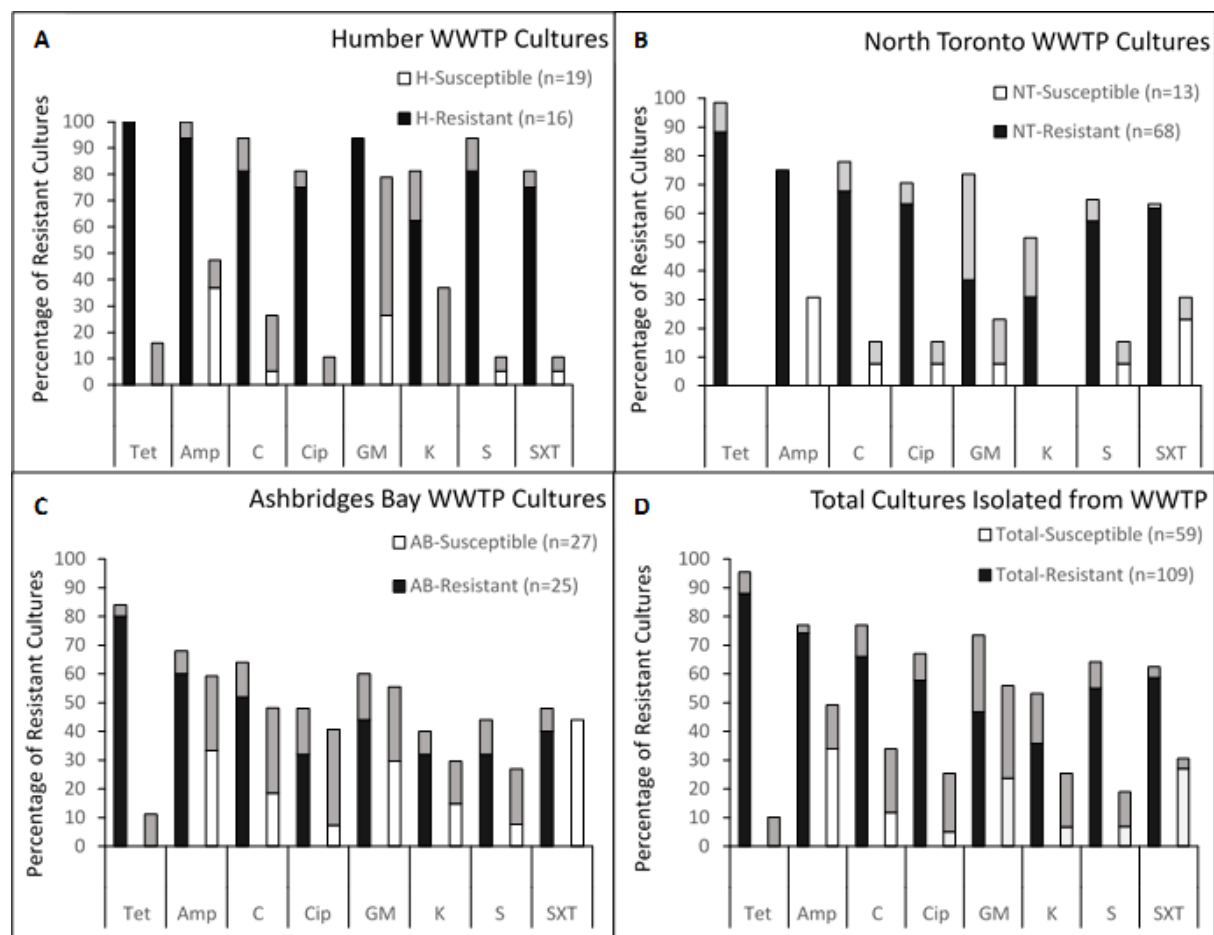 A
Humber WWTP Cultures
H-Susceptible (n=19)
H-Resistant (n=16)
Percentage of Resistant Cultures
100
90
80
70
60
50
40
30
20
10
0
Tet Amp C Cip GM K S SXT
B
North Toronto WWTP Cultures
NT-Susceptible (n=13)
NT-Resistant (n=68)
Percentage of Resistant Cultures
100
90
80
70
60
50
40
30
20
10
0
Tet Amp C Cip GM K S SXT
C
Ashbridges Bay WWTP Cultures
AB-Susceptible (n=27)
AB-Resistant (n=25)
Percentage of Resistant Cultures
100
90
80
70
60
50
40
30
20
10
0
Tet Amp C Cip GM K S SXT
D
Total Cultures Isolated from WWTP
Total-Susceptible (n=59)
Total-Resistant (n=109)
Percentage of Resistant Cultures
100
90
80
70
60
50
40
30
20
10
0
Tet Amp C Cip GM K S SXT